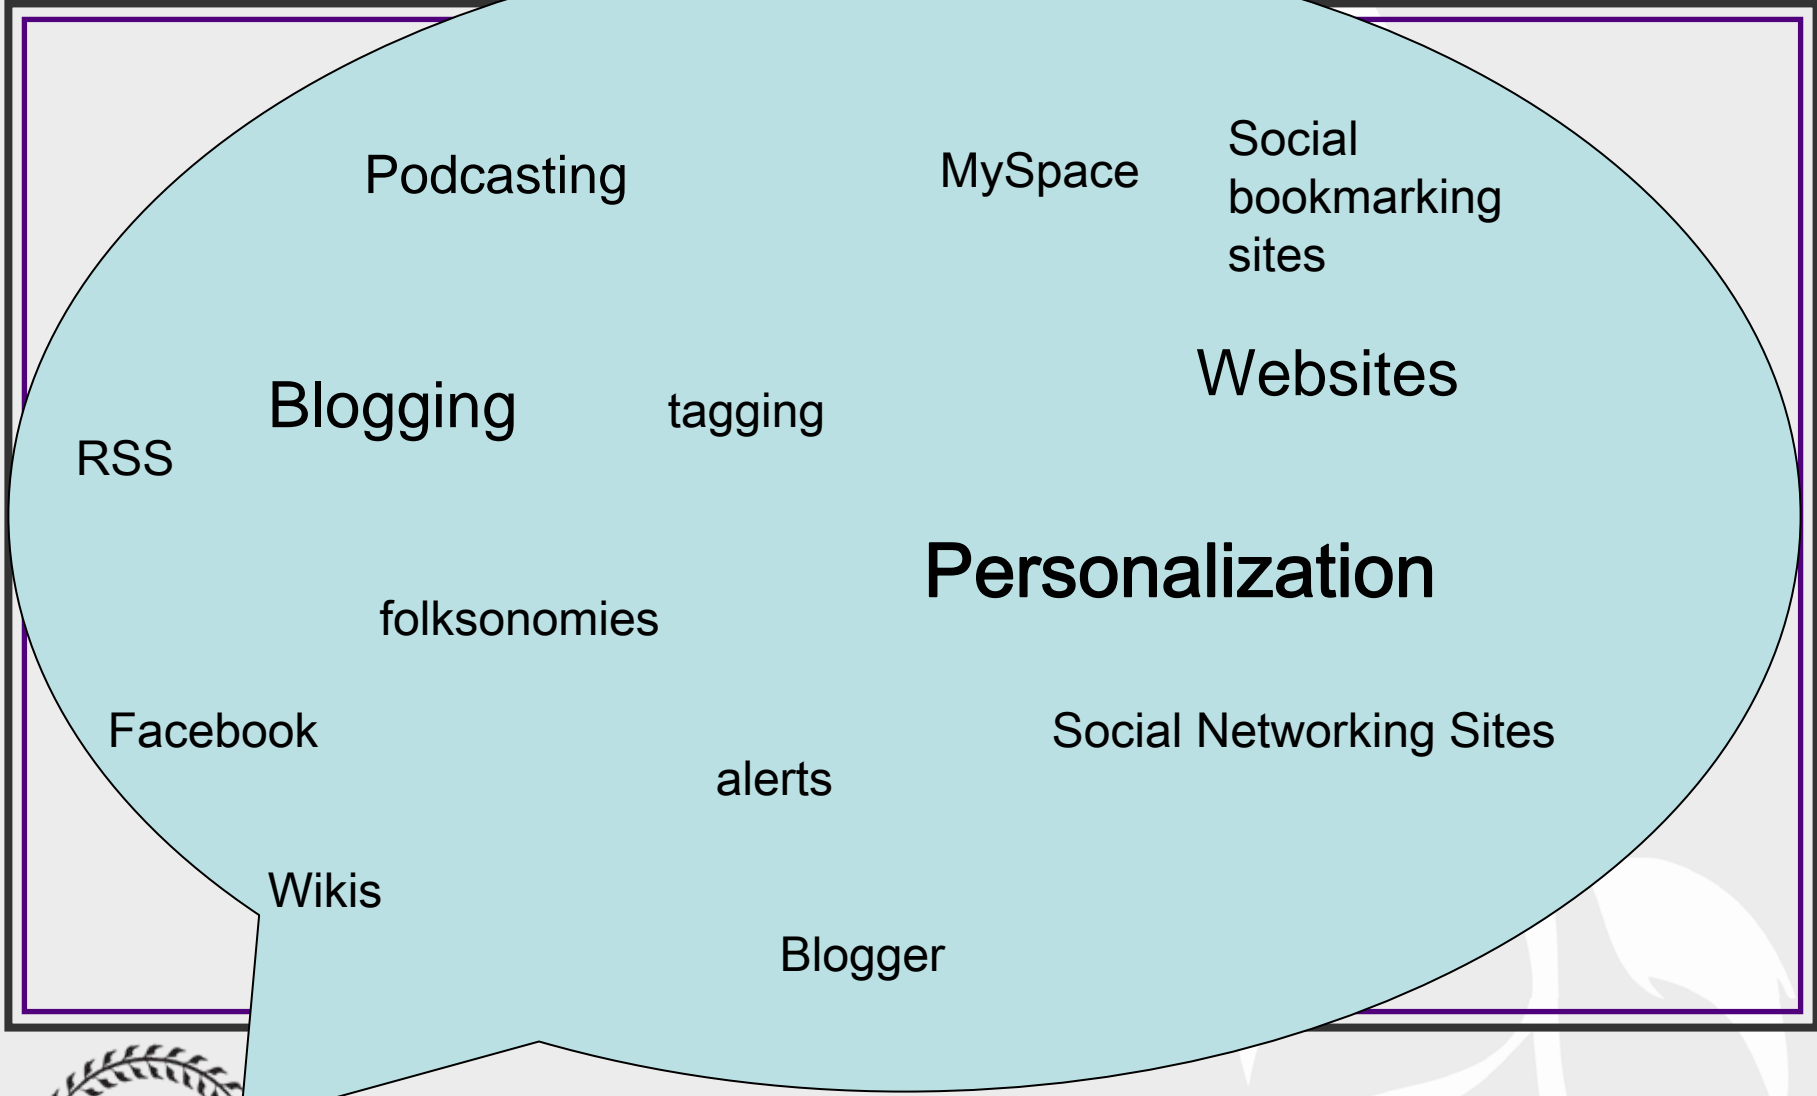 Podcasting
MySpace
Social
bookmarking
sites
Websites
Blogging
tagging
RSS
Personalization
folksonomies
Facebook
Social Networking Sites
alerts
Wikis
Blogger